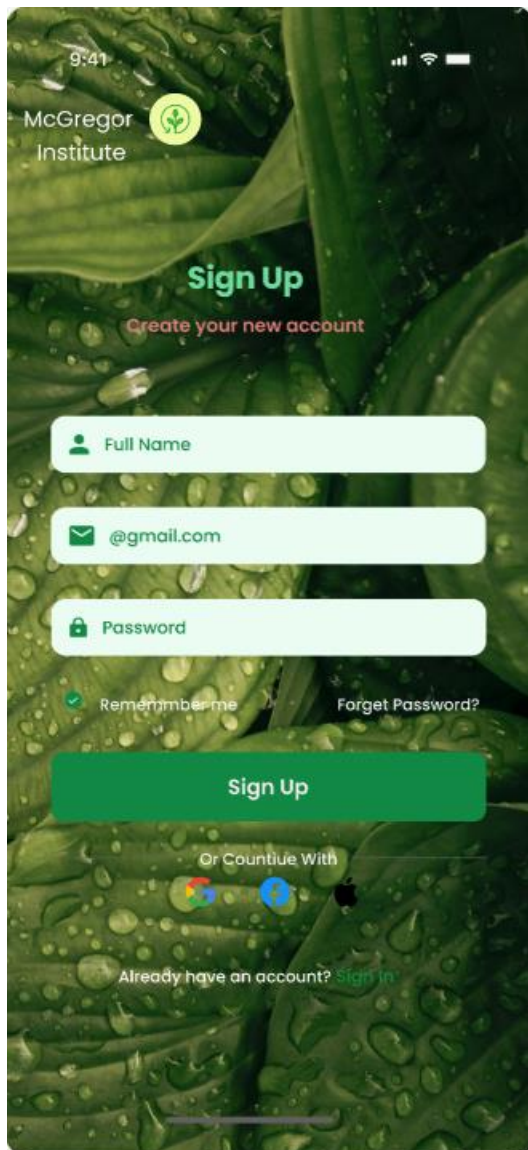 9:41
McGregor
Institute
Sign Up
Create your new account
Full Name
@gmail.com
Password
Rememmber me
Forget Password?
Sign Up
Or Countiue With
Already have an account? Sign In